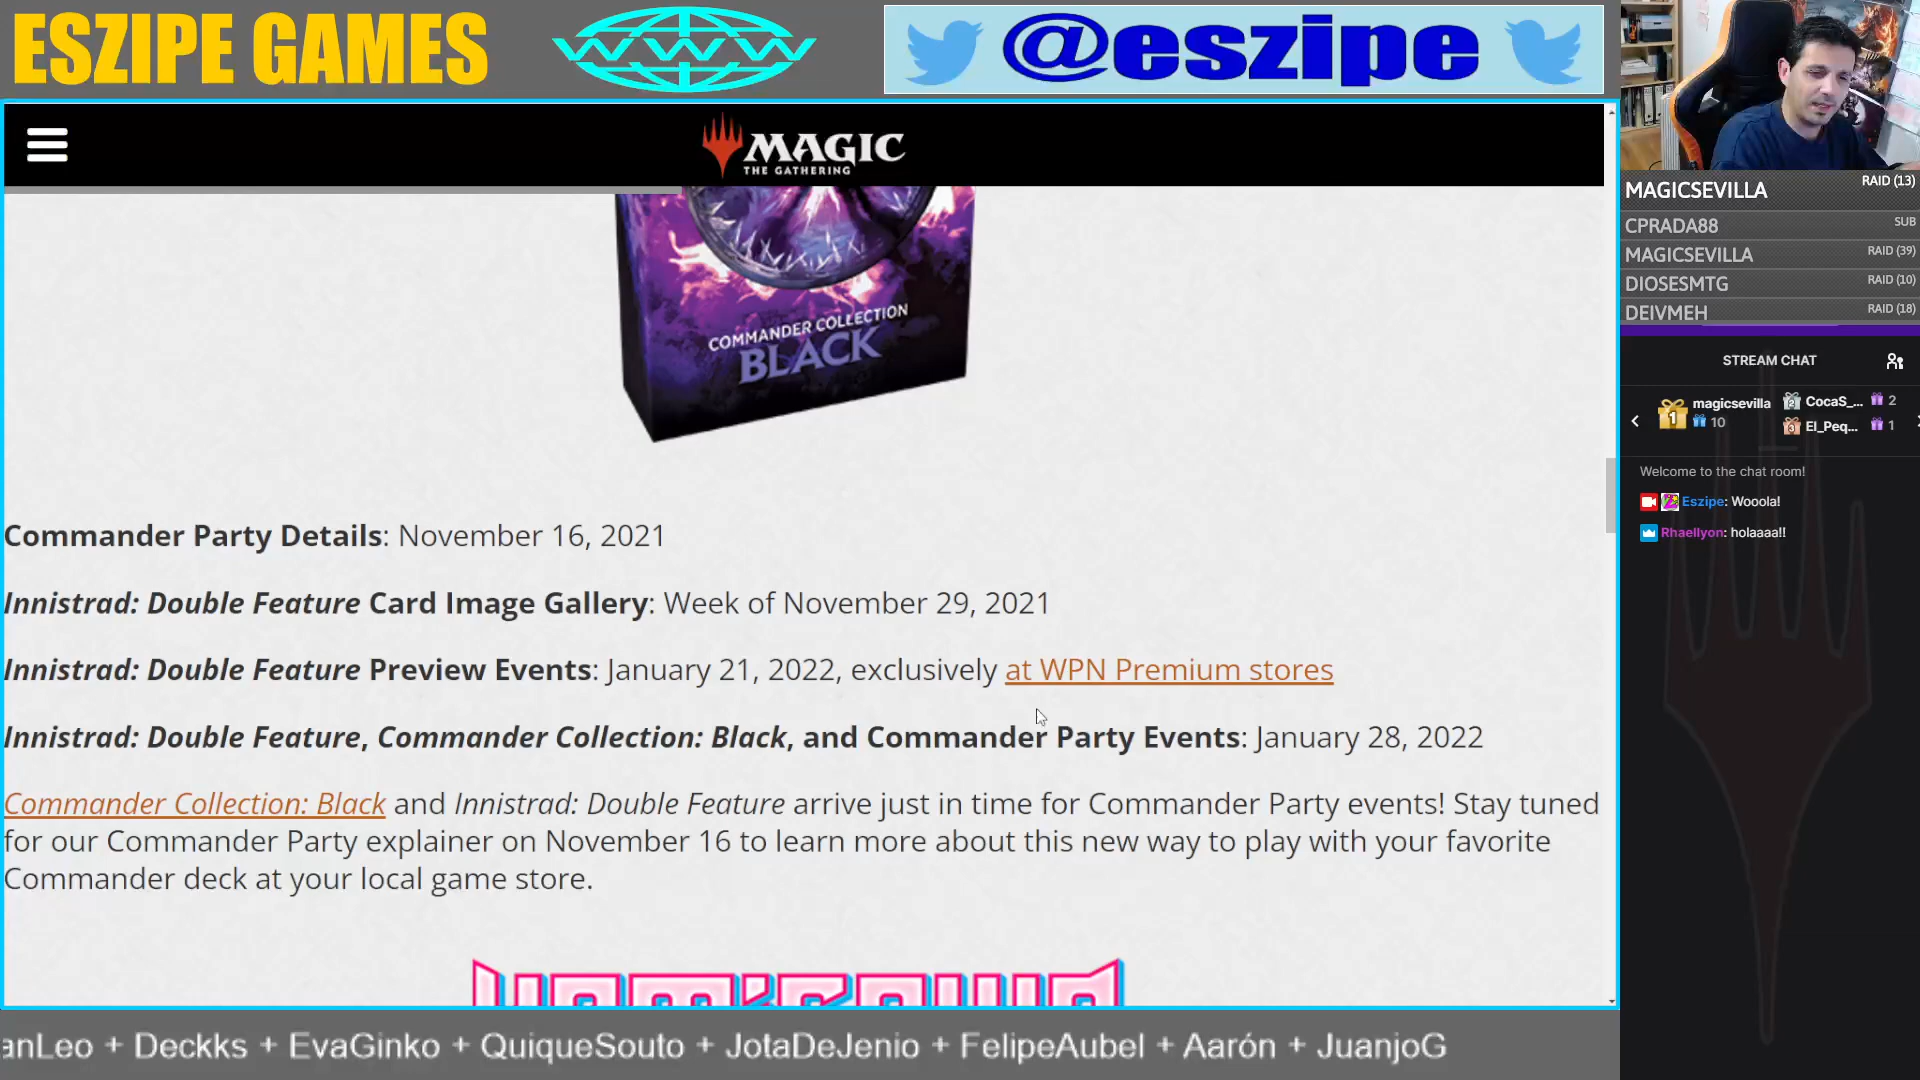 ESZIPE GAMES
WWW
@eszipe
MAGIC
THE GATHERING
COMMANDER COLLECTION
BLACK
Commander Party Details: November 16, 2021
Innistrad: Double Feature Card Image Gallery: Week of November 29, 2021
Innistrad: Double Feature Preview Events: January 21, 2022, exclusively at WPN Premium stores
Innistrad: Double Feature, Commander Collection: Black, and Commander Party Events: January 28, 2022
Commander Collection: Black and Innistrad: Double Feature arrive just in time for Commander Party events! Stay tuned
for our Commander Party explainer on November 16 to learn more about this new way to play with your favorite
Commander deck at your local game store.
anLeo + Deckks + EvaGinko + QuiqueSouto + JotaDeJenio + FelipeAubel + Aarón + JuanjoG
MAGICSEVILLA RAID (13)
CPRADA88 SUB
MAGICSEVILLA RAID (39)
DIOSESMTG RAID (10)
DEIVMEH RAID (18)
STREAM CHAT
1 magicsevilla 10
2 CocaS_... 2
3 El_Peq... 1
Welcome to the chat room!
Eszipe: Wooola!
Rhaellyon: holaaaa!!